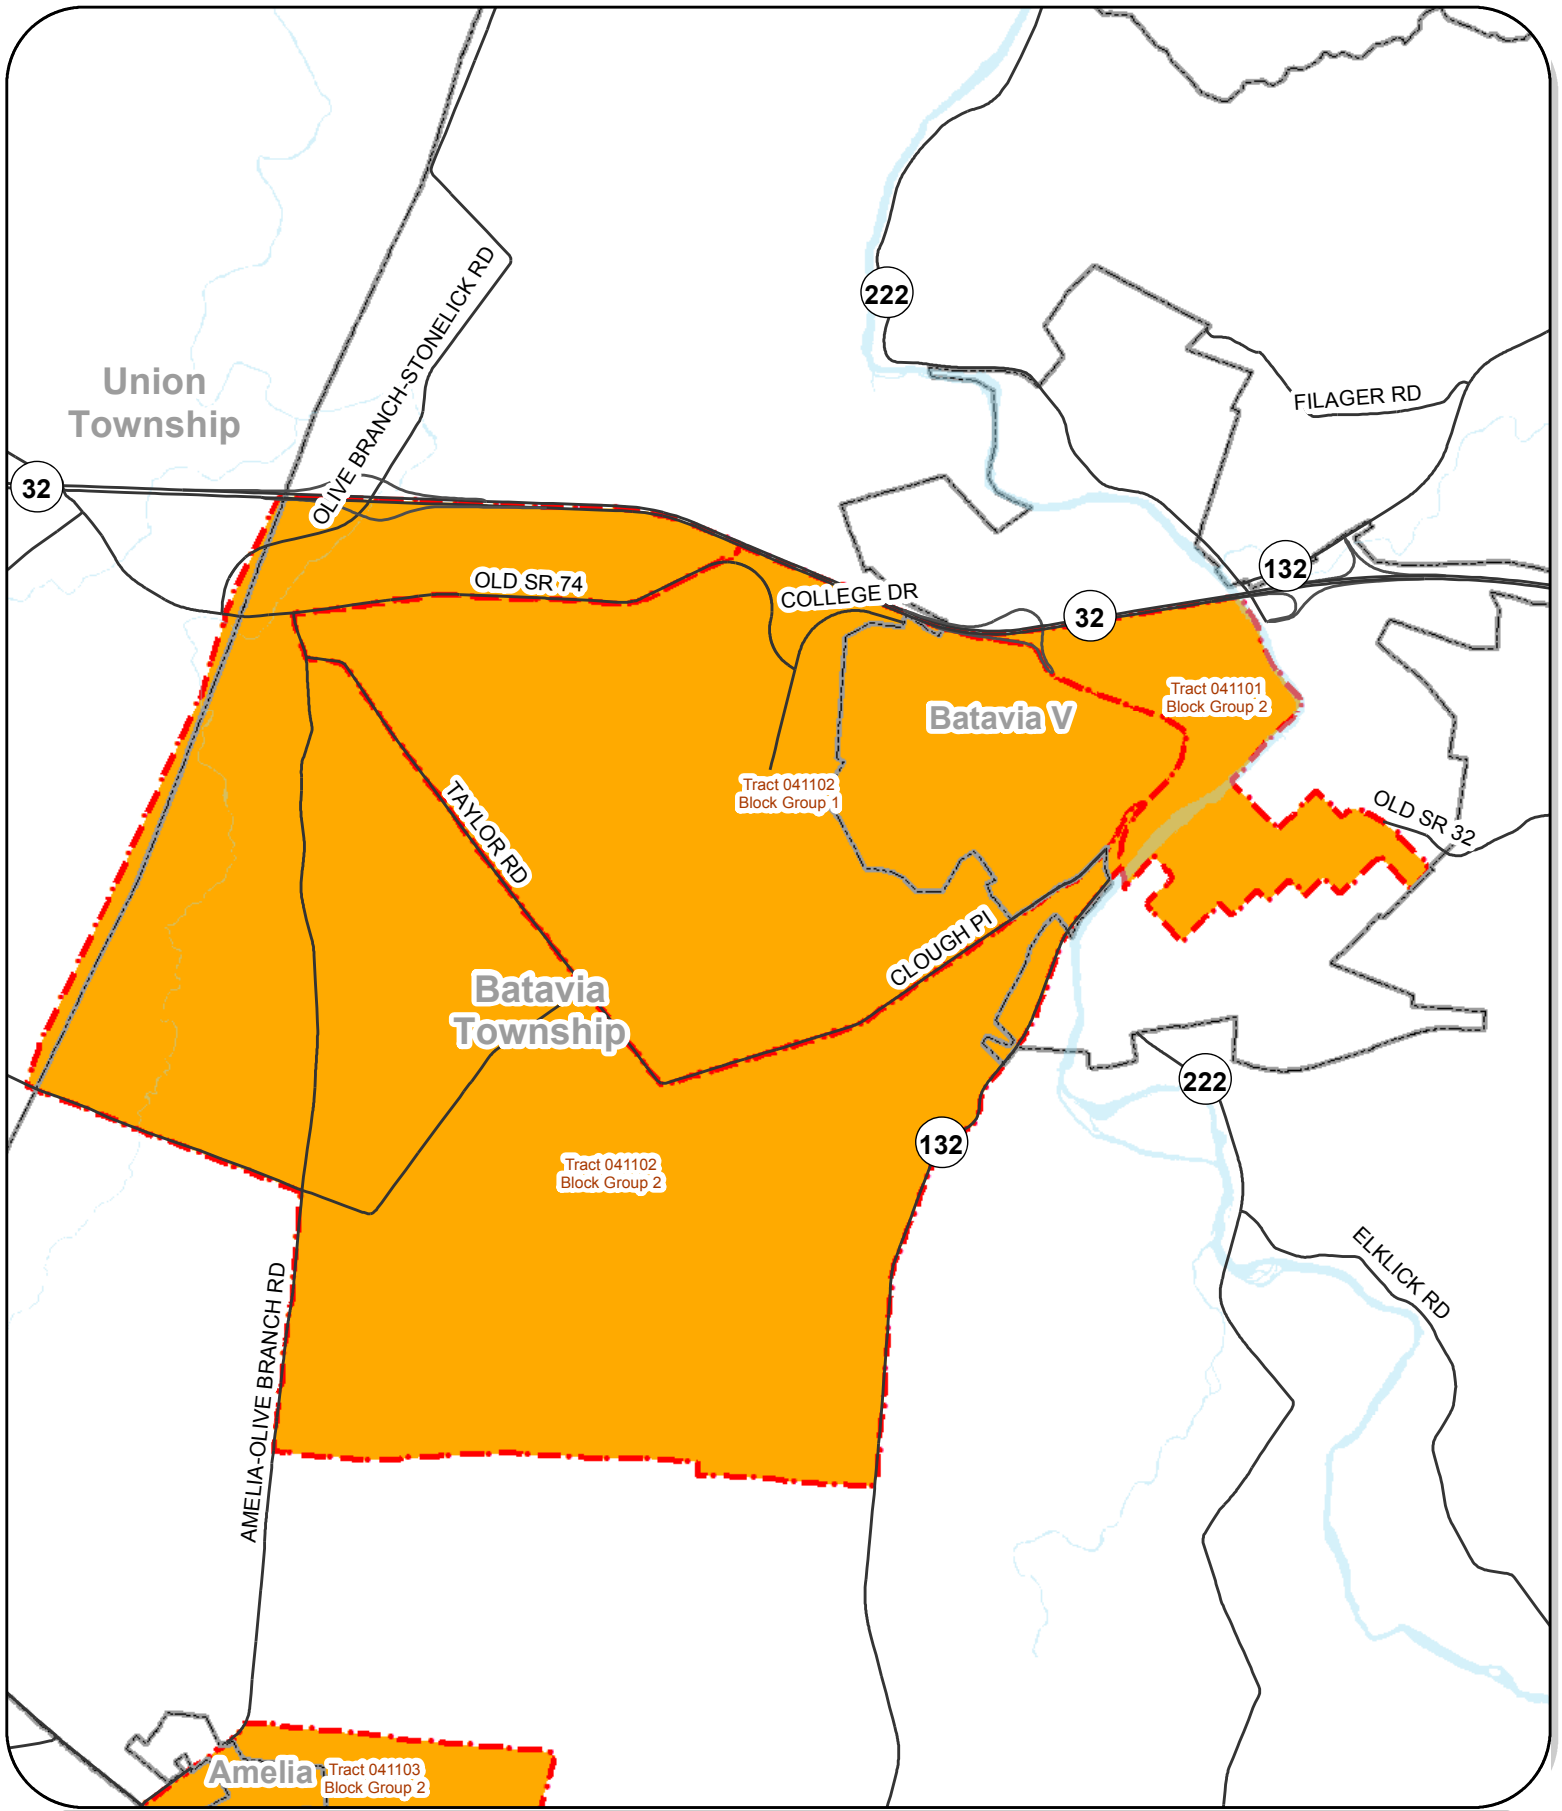 OLIVE BRANCH-STONELICK RD
222
Union
Township
FILAGER RD
32
132
OLD SR 74
COLLEGE DR
32
Tract 041101
Block Group 2
Batavia V
Tract 041102
Block Group 1
TAYLOR RD
OLD SR 32
CLOUGH PI
Batavia
Township
222
132
Tract 041102
Block Group 2
ELKLICK RD
AMELIA-OLIVE BRANCH RD
Amelia
Tract 041103
Block Group 2